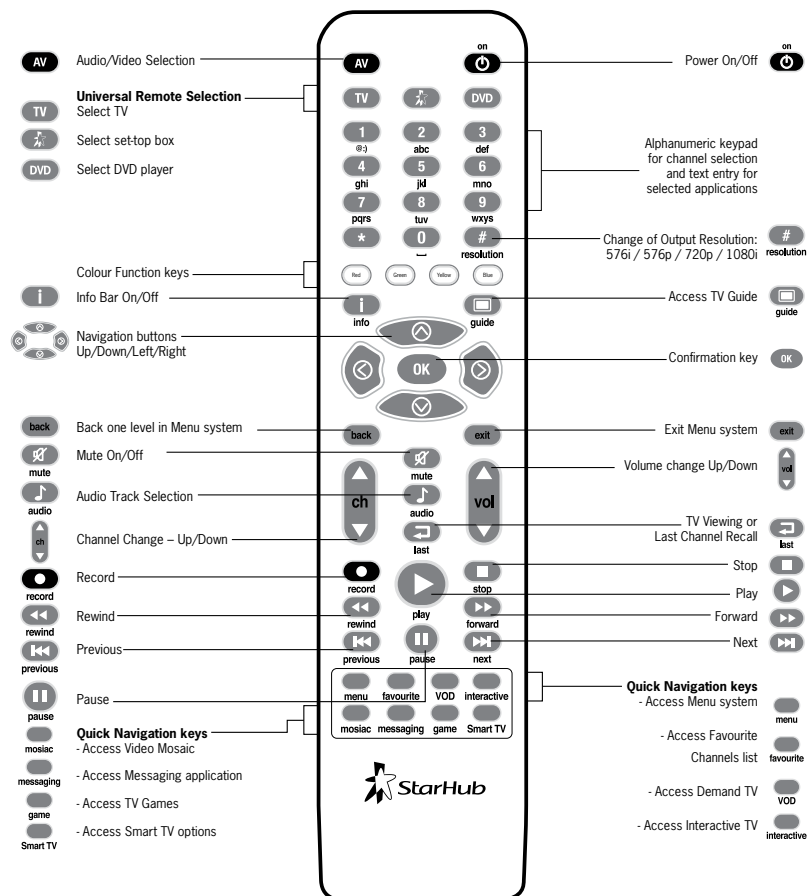 on
on
AV
Audio/Video Selection
AV
Power On/Off
Universal Remote Selection
TV
Select TV
TV
DVD
Select set-top box
DVD
Select DVD player
1
2
3
@:)
abc
def
4
5
6
ghi
jkl
mno
7
8
9
pqrs
tuv
wxys
*
0
#
resolution
Alphanumeric keypad
for channel selection
and text entry for
selected applications
Change of Output Resolution:
576i / 576p / 720p / 1080i
#
resolution
Colour Function keys
Red
Green
Yellow
Blue
i
Info Bar On/Off
i
info
guide
Access TV Guide
guide
Navigation buttons
Up/Down/Left/Right
OK
Confirmation key
OK
back
Back one level in Menu system
back
exit
Exit Menu system
exit
mute
Mute On/Off
mute
Volume change Up/Down
vol
audio
Audio Track Selection
ch
audio
vol
ch
Channel Change – Up/Down
last
TV Viewing or
Last Channel Recall
last
record
Record
record
stop
Stop
play
Play
rewind
Rewind
rewind
forward
Forward
previous
Previous
previous
pause
next
Next
pause
Pause
menu
favourite
VOD
interactive
mosiac
messaging
game
Smart TV
Quick Navigation keys
mosiac
- Access Video Mosaic
messaging
- Access Messaging application
game
- Access TV Games
Smart TV
- Access Smart TV options
Quick Navigation keys
- Access Menu system
menu
- Access Favourite
Channels list
favourite
- Access Demand TV
VOD
- Access Interactive TV
interactive
StarHub